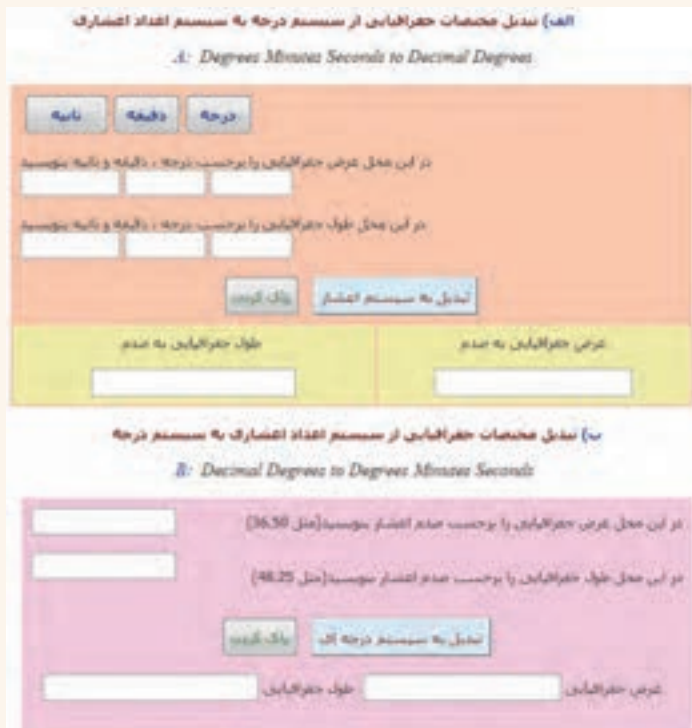 الف) تبدیل مختصات جغرافیایی از سیستم درجه به سیستم اعداد اعشاری
A: Degrees Minutes Seconds to Decimal Degrees
درجه دقیقه ثانیه
در این محل عرض جغرافیایی را برحسب درجه ، دقیقه و ثانیه بنویسید
در این محل طول جغرافیایی را برحسب درجه ، دقیقه و ثانیه بنویسید
تبدیل به سیستم اعشار پاک کردن
عرض جغرافیایی به صدم طول جغرافیایی به صدم
ب) تبدیل مختصات جغرافیایی از سیستم اعداد اعشاری به سیستم درجه
B: Decimal Degrees to Degrees Minutes Seconds
در این محل عرض جغرافیایی را برحسب صدم اعشار بنویسید(مثل 36.50)
در این محل طول جغرافیایی را برحسب صدم اعشار بنویسید(مثل 48.25)
تبدیل به سیستم درجه ای پاک کردن
عرض جغرافیایی طول جغرافیایی